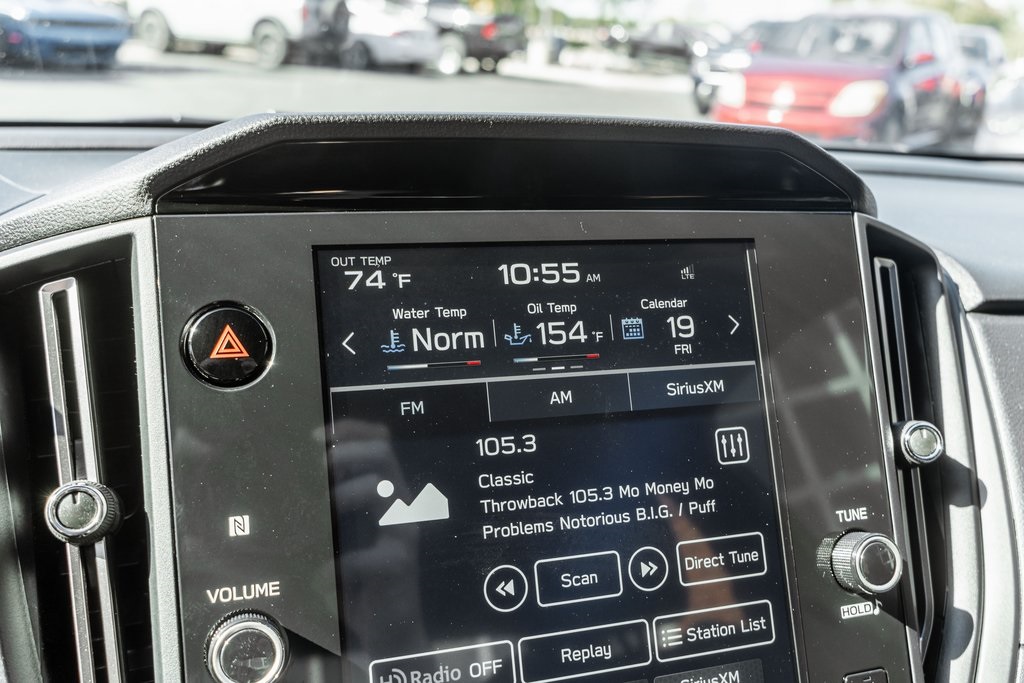 OUT TEMP
74 °F
10:55 AM
LTE
Water Temp
Norm
Oil Temp
154 °F
Calendar
19
FRI
FM
AM
SiriusXM
105.3
Classic
Throwback 105.3 Mo Money Mo
Problems Notorious B.I.G. / Puff
Scan
Direct Tune
Radio OFF
Replay
Station List
SiriusXM
N
VOLUME
TUNE
HOLD